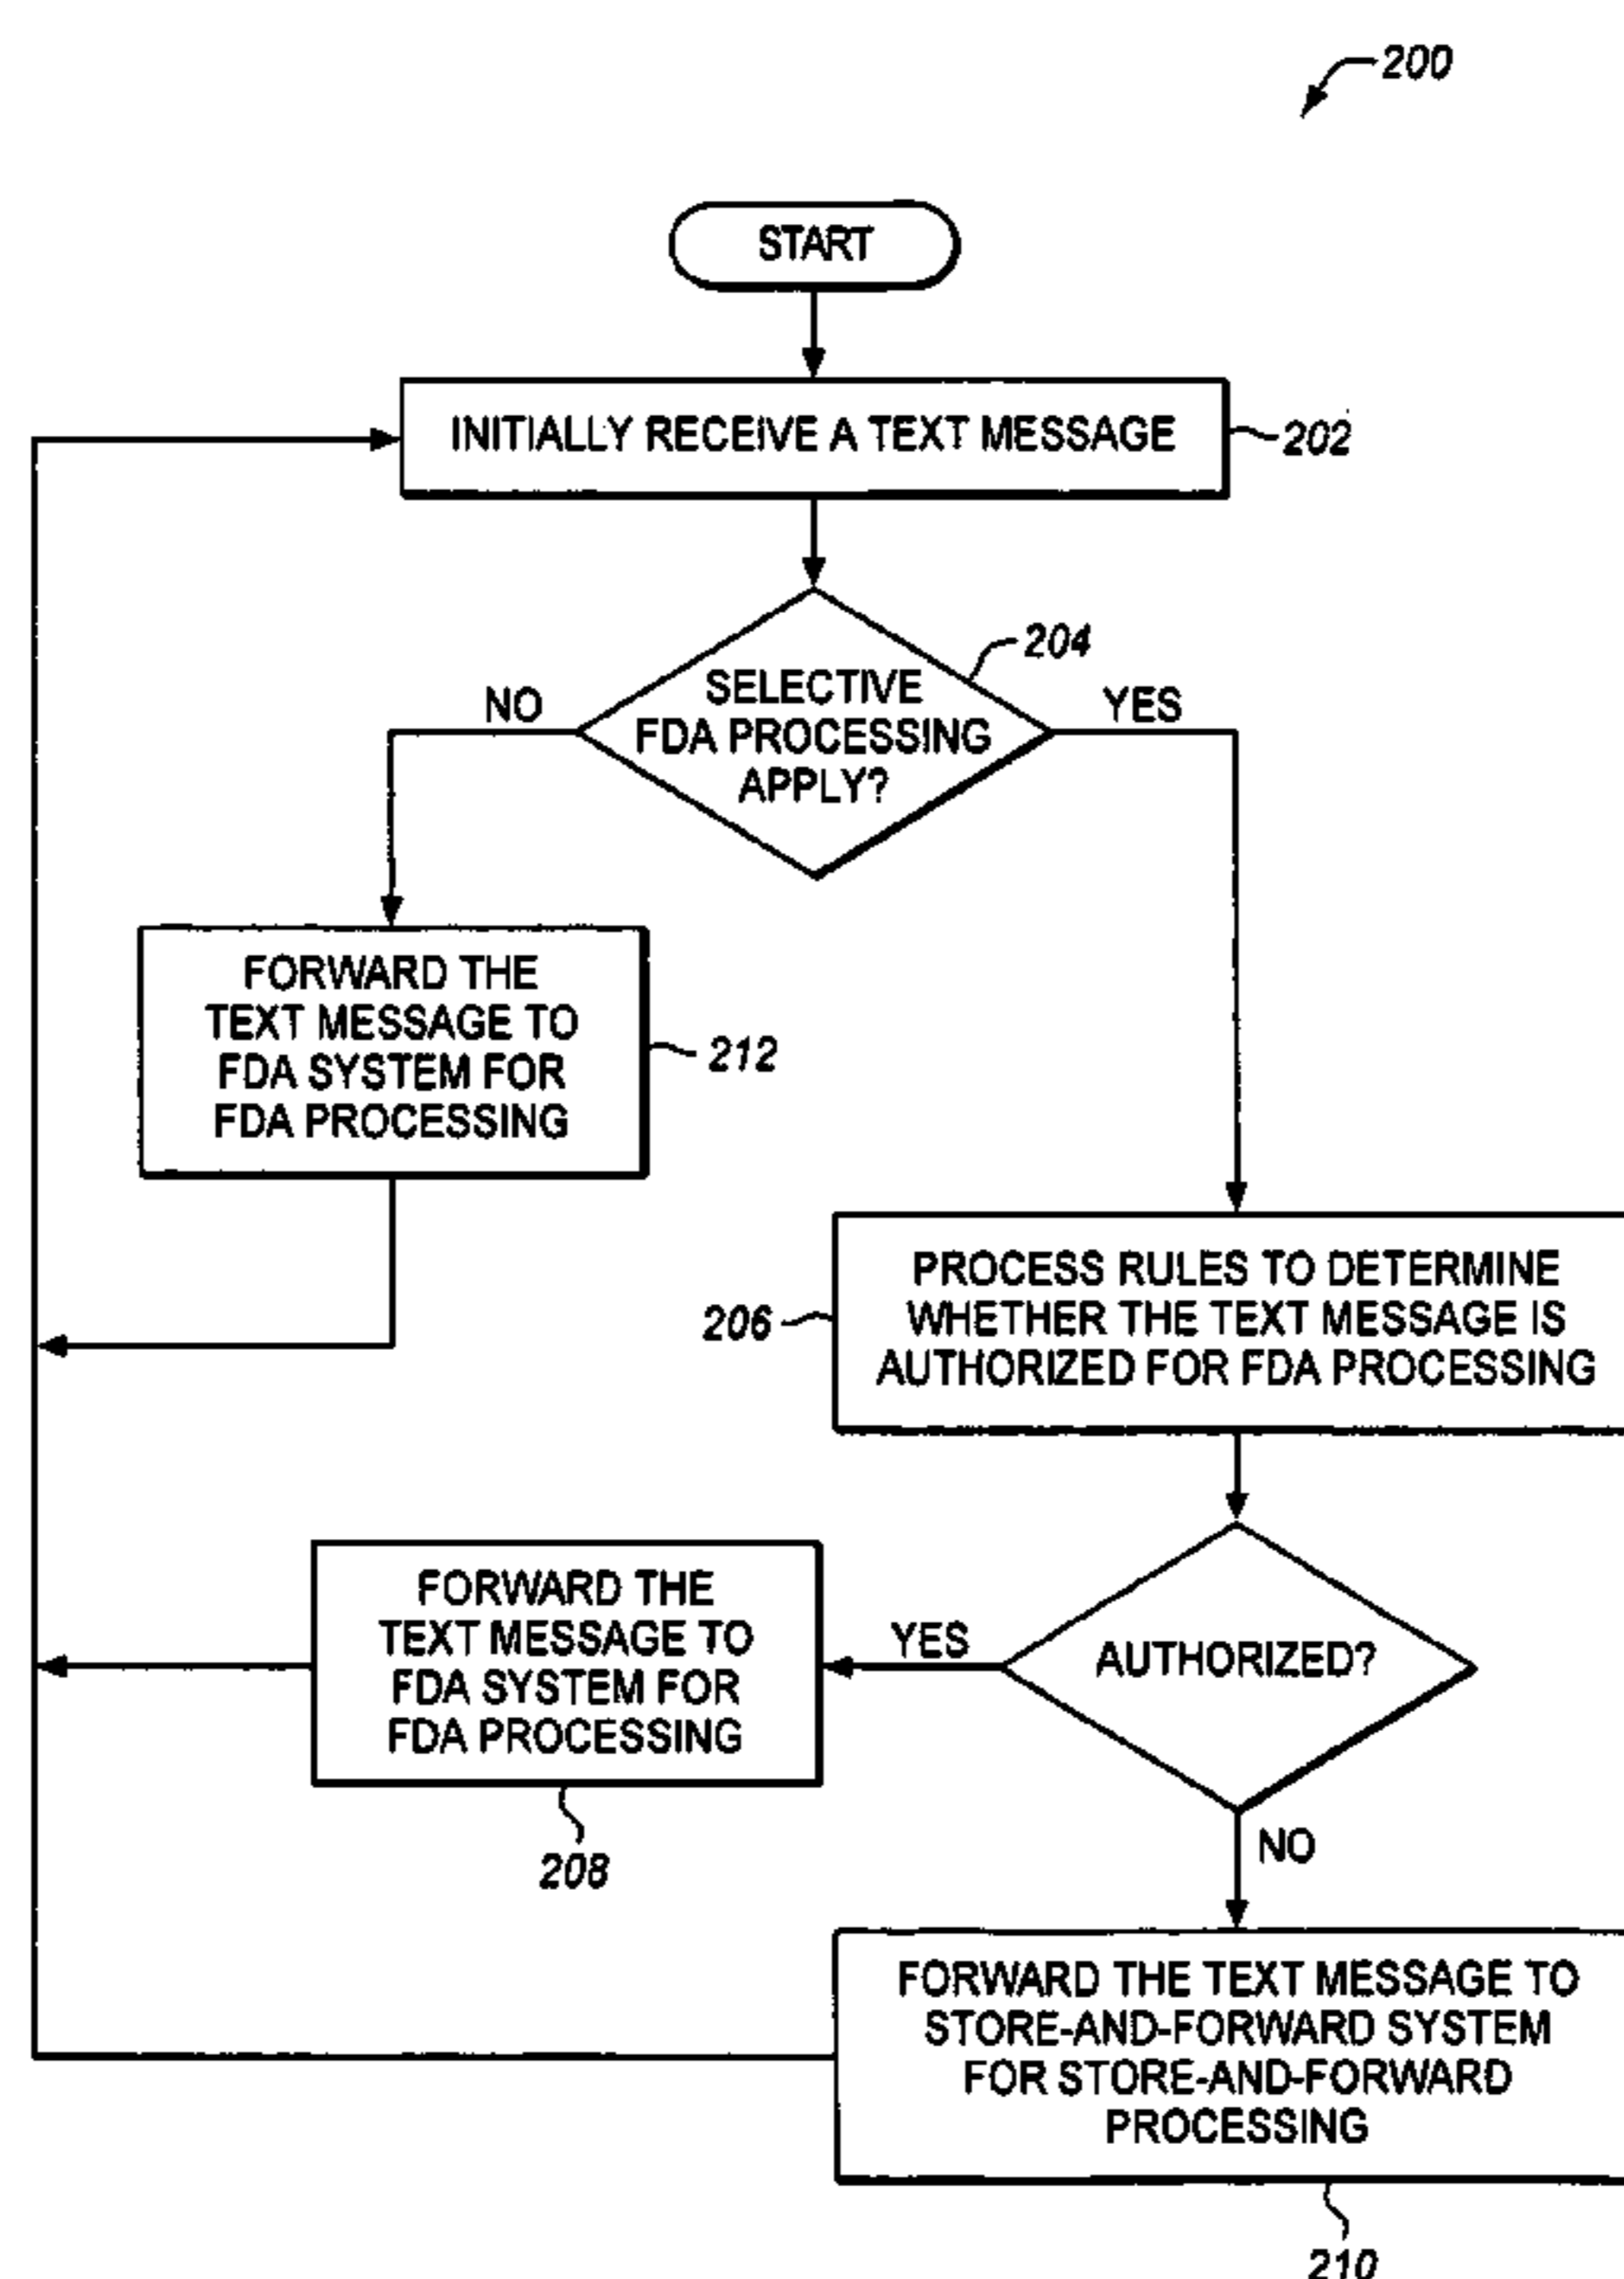 200
START
INITIALLY RECEIVE A TEXT MESSAGE
202
204
SELECTIVE
FDA PROCESSING
APPLY?
NO
YES
FORWARD THE
TEXT MESSAGE TO
FDA SYSTEM FOR
FDA PROCESSING
212
PROCESS RULES TO DETERMINE
WHETHER THE TEXT MESSAGE IS
AUTHORIZED FOR FDA PROCESSING
206
AUTHORIZED?
YES
FORWARD THE
TEXT MESSAGE TO
FDA SYSTEM FOR
FDA PROCESSING
208
NO
FORWARD THE TEXT MESSAGE TO
STORE-AND-FORWARD SYSTEM
FOR STORE-AND-FORWARD
PROCESSING
210